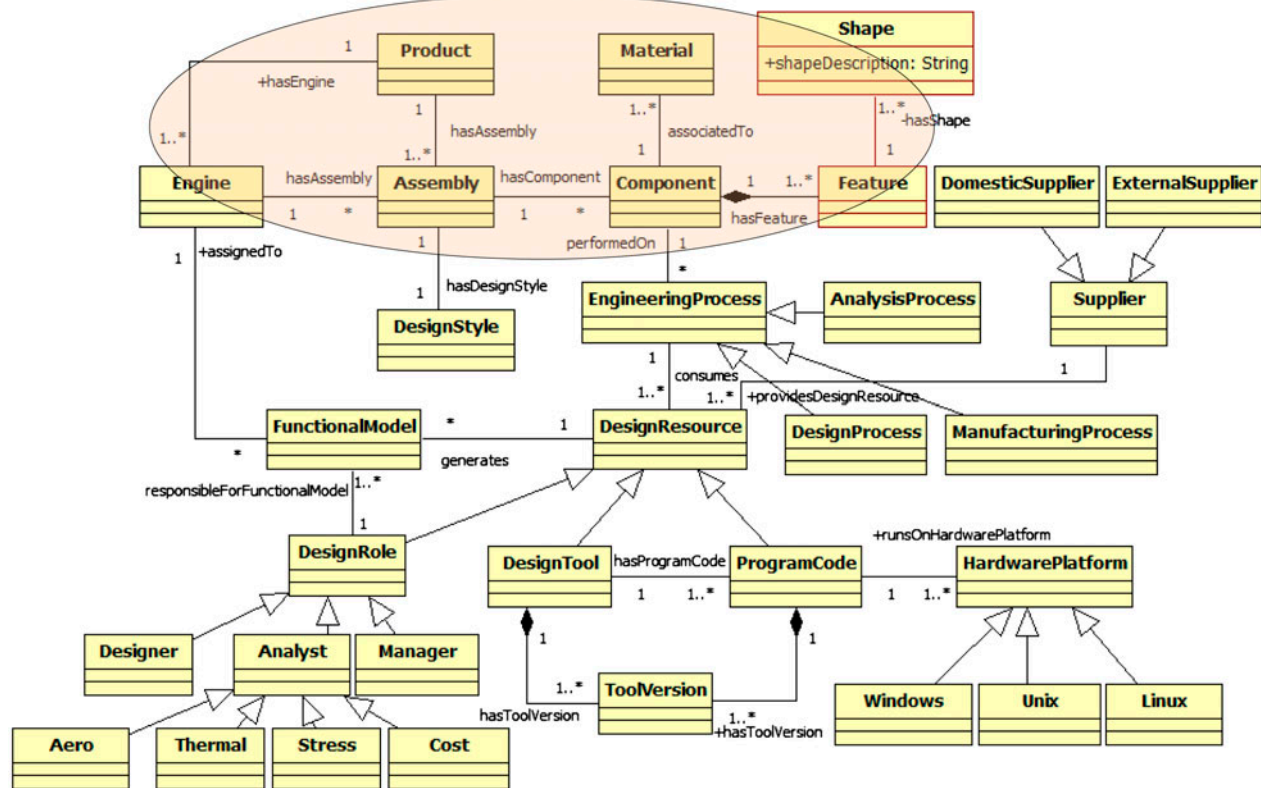 Shape
1
Product
Material
+shapeDescription: String
+hasEngine
1
1..*
1..*
-hasShape
hasAssembly
associatedTo
1..*
1..*
1
1
Engine
hasAssembly
Assembly
hasComponent
Component
1
1..*
Feature
DomesticSupplier
ExternalSupplier
1
*
1
*
hasFeature
performedOn
1
1
+assignedTo
1
*
hasDesignStyle
EngineeringProcess
AnalysisProcess
Supplier
1
DesignStyle
1
consumes
1
1..*
1..*
+providesDesignResource
FunctionalModel
*
1
DesignResource
DesignProcess
ManufacturingProcess
*
generates
responsibleForFunctionalModel
1..*
1
+runsOnHardwarePlatform
DesignRole
DesignTool
hasProgramCode
ProgramCode
HardwarePlatform
1
1..*
1
1..*
Designer
Analyst
Manager
1
1
1..*
ToolVersion
Windows
Unix
Linux
hasToolVersion
1..*
+hasToolVersion
Aero
Thermal
Stress
Cost